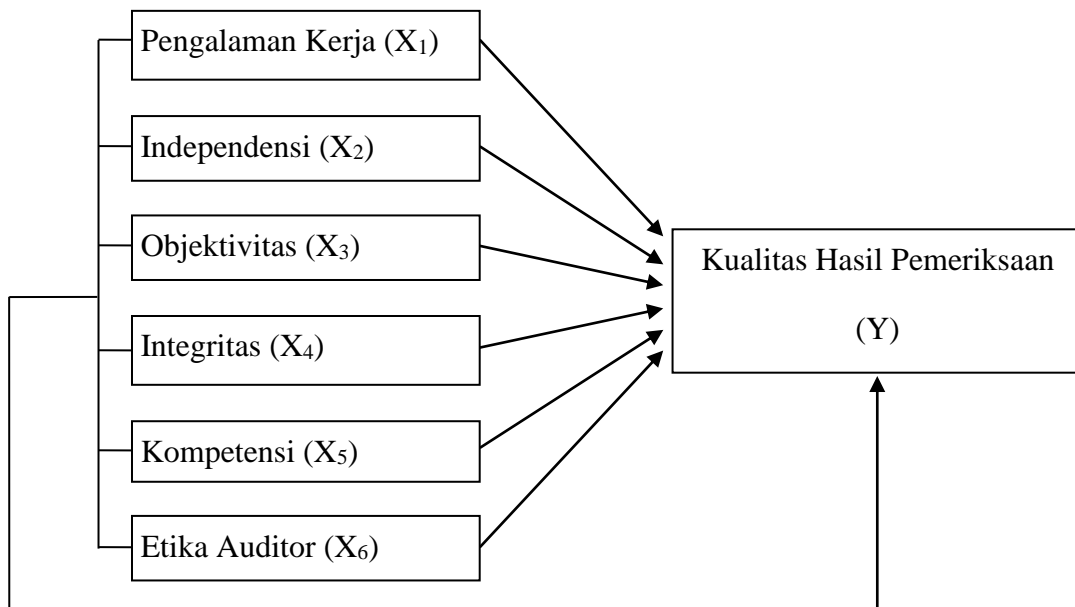 Pengalaman Kerja (X₁)
Independensi (X₂)
Objektivitas (X₃)
Integritas (X₄)
Kompetensi (X₅)
Etika Auditor (X₆)
Kualitas Hasil Pemeriksaan
(Y)